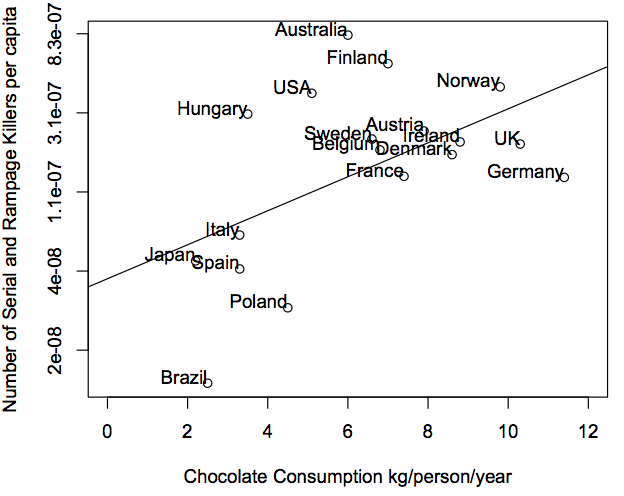 Number of Serial and Rampage Killers per capita
8.3e-07
3.1e-07
1.1e-07
4e-08
2e-08
Australia
Finland
USA
Norway
Hungary
Austria
Sweden
Ireland
UK
Belgium
Denmark
France
Germany
Italy
Japan
Spain
Poland
Brazil
0 2 4 6 8 10 12
Chocolate Consumption kg/person/year